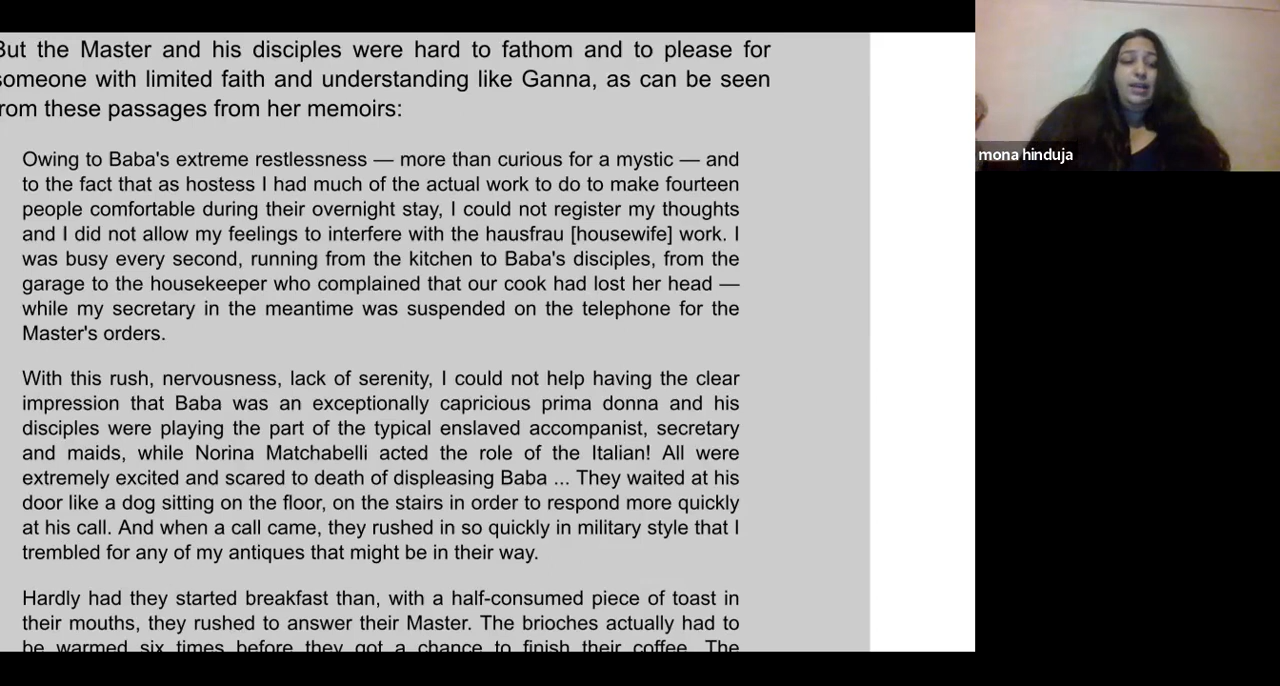 But the Master and his disciples were hard to fathom and to please for
someone with limited faith and understanding like Ganna, as can be seen
from these passages from her memoirs:
Owing to Baba's extreme restlessness — more than curious for a mystic — and
to the fact that as hostess I had much of the actual work to do to make fourteen
people comfortable during their overnight stay, I could not register my thoughts
and I did not allow my feelings to interfere with the hausfrau [housewife] work. I
was busy every second, running from the kitchen to Baba's disciples, from the
garage to the housekeeper who complained that our cook had lost her head —
while my secretary in the meantime was suspended on the telephone for the
Master's orders.
With this rush, nervousness, lack of serenity, I could not help having the clear
impression that Baba was an exceptionally capricious prima donna and his
disciples were playing the part of the typical enslaved accompanist, secretary
and maids, while Norina Matchabelli acted the role of the Italian! All were
extremely excited and scared to death of displeasing Baba ... They waited at his
door like a dog sitting on the floor, on the stairs in order to respond more quickly
at his call. And when a call came, they rushed in so quickly in military style that I
trembled for any of my antiques that might be in their way.
Hardly had they started breakfast than, with a half-consumed piece of toast in
their mouths, they rushed to answer their Master. The brioches actually had to
be warmed six times before they got a chance to finish their coffee. The
mona hinduja